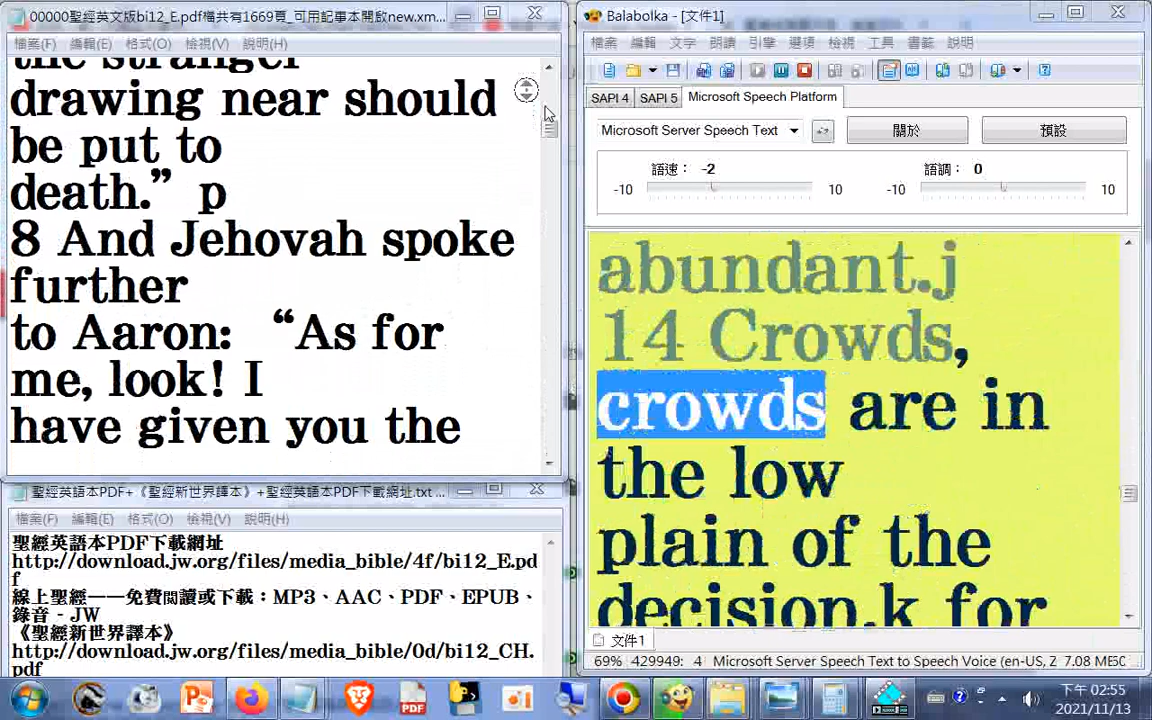 00000聖經英文版bi12_E.pdf檔共有1669頁_可用記事本開啟new.xm...
檔案(F) 編輯(E) 格式(O) 檢視(V) 說明(H)
the stranger
drawing near should
be put to
death.” p
8 And Jehovah spoke
further
to Aaron: “As for
me, look! I
have given you the
聖經英語本PDF+《聖經新世界譯本》+聖經英語本PDF下載網址.txt ...
檔案(F) 編輯(E) 格式(O) 檢視(V) 說明(H)
聖經英語本PDF下載網址
http://download.jw.org/files/media_bible/4f/bi12_E.pd
f
線上聖經——免費閱讀或下載：MP3、AAC、PDF、EPUB、
錄音 - JW
《聖經新世界譯本》
http://download.jw.org/files/media_bible/0d/bi12_CH.
pdf
Balabolka - [文件1]
檔案 編輯 文字 朗讀 引擎 選項 檢視 工具 書籤 說明
SAPI 4 SAPI 5 Microsoft Speech Platform
Microsoft Server Speech Text 關於 預設
語速： -2 語調： 0
-10 10 -10 10
abundant.j
14 Crowds,
crowds are in
the low
plain of the
decision,k for
文件1
69% 429949: 4 Microsoft Server Speech Text to Speech Voice (en-US, Z 7.08 ME
下午 02:55
2021/11/13